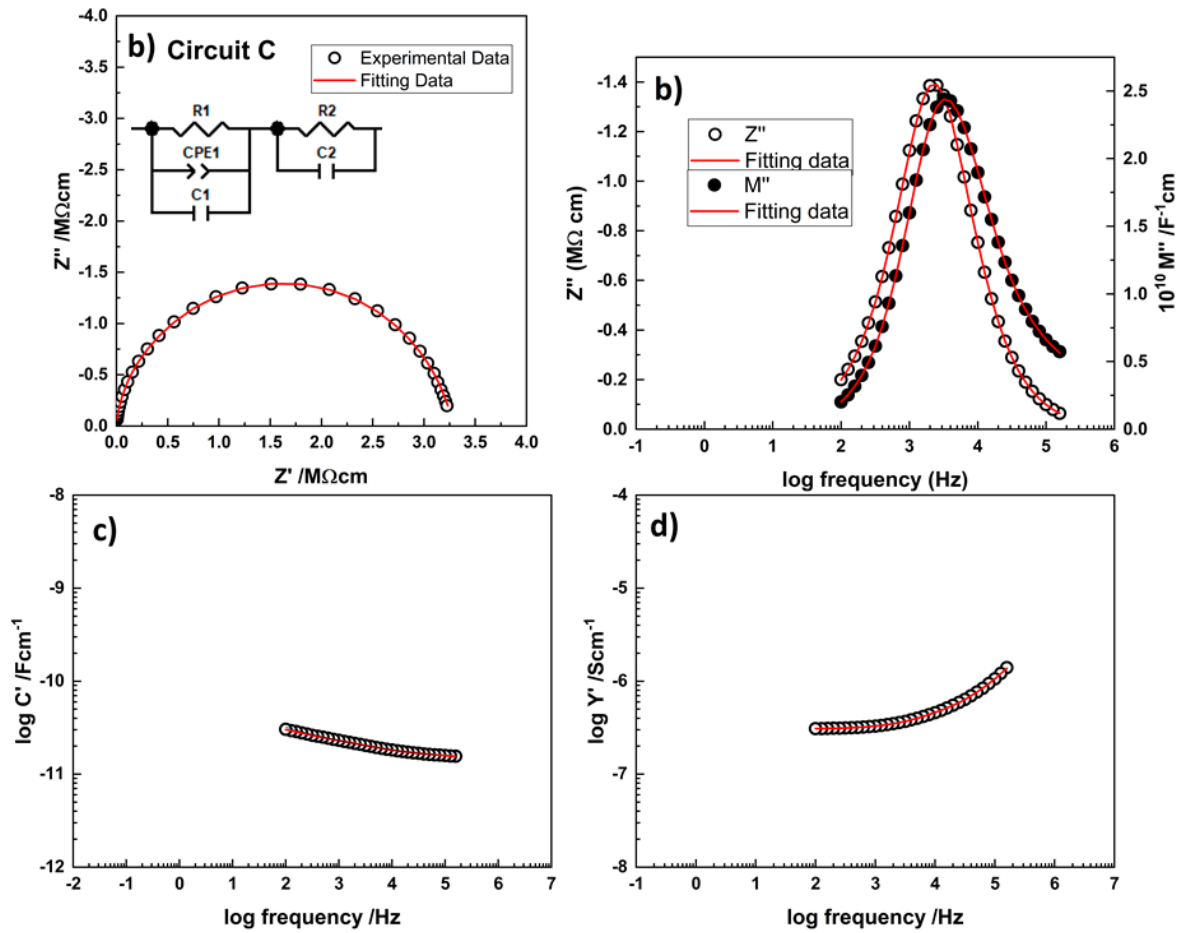 b) Circuit C
Experimental Data
Fitting Data
R1
CPE1
C1
R2
C2
-4.0
-3.5
-3.0
-2.5
-2.0
-1.5
-1.0
-0.5
0.0
Z'' /MΩcm
0.0 0.5 1.0 1.5 2.0 2.5 3.0 3.5 4.0
Z' /MΩcm
b)
Z''
Fitting data
M''
Fitting data
-1.4
-1.2
-1.0
-0.8
-0.6
-0.4
-0.2
0.0
Z'' (MΩ cm)
2.5
2.0
1.5
1.0
0.5
0.0
10¹⁰ M'' /F⁻¹cm
-1 0 1 2 3 4 5 6
log frequency (Hz)
c)
-8
-9
-10
-11
-12
log C' /Fcm⁻¹
-2 -1 0 1 2 3 4 5 6 7
log frequency /Hz
d)
-4
-5
-6
-7
-8
log Y' /Scm⁻¹
-1 0 1 2 3 4 5 6 7
log frequency /Hz